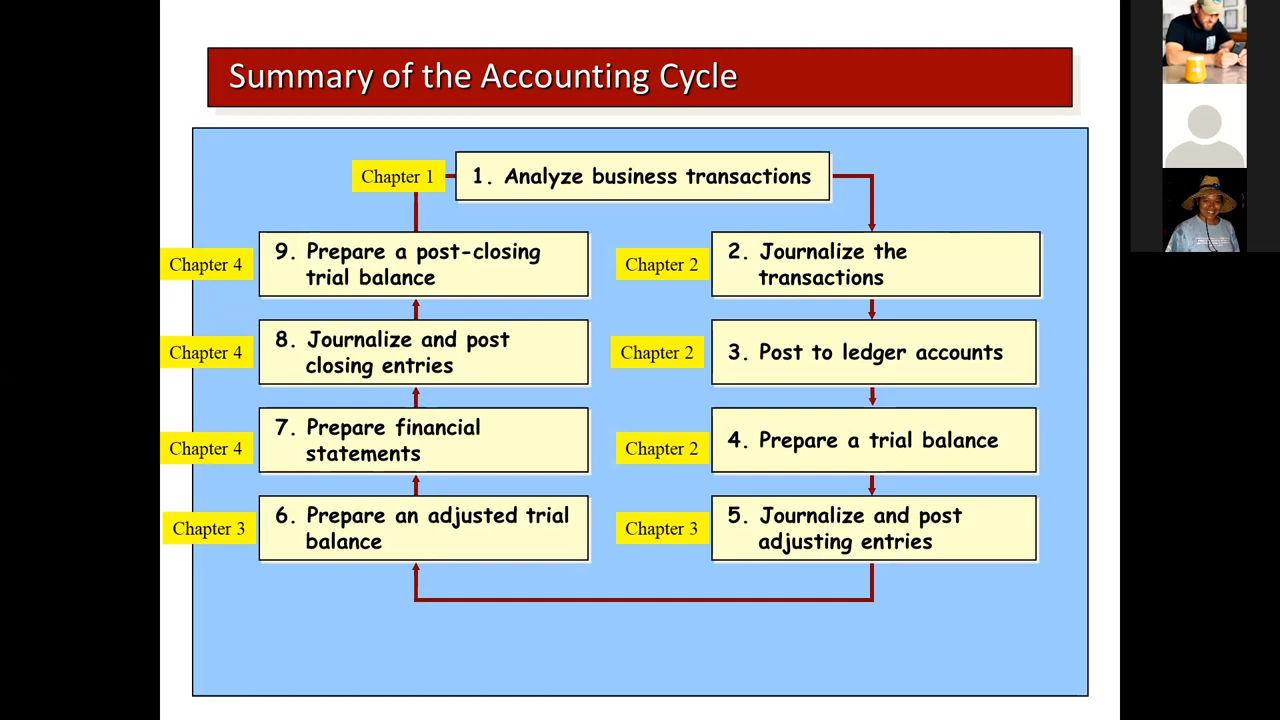 Summary of the Accounting Cycle
Chapter 1
1. Analyze business transactions
Chapter 2
2. Journalize the
transactions
Chapter 2
3. Post to ledger accounts
Chapter 2
4. Prepare a trial balance
Chapter 3
5. Journalize and post
adjusting entries
Chapter 3
6. Prepare an adjusted trial
balance
Chapter 4
7. Prepare financial
statements
Chapter 4
8. Journalize and post
closing entries
Chapter 4
9. Prepare a post-closing
trial balance